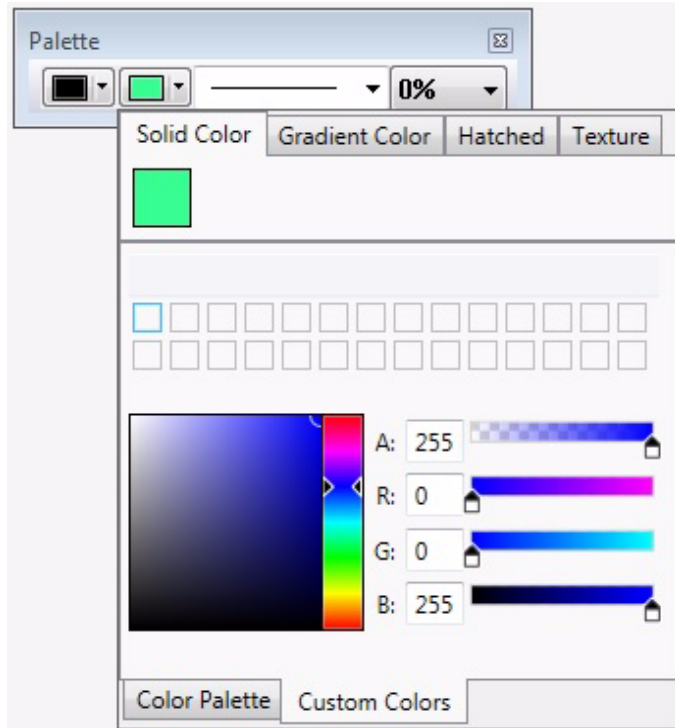 Palette
0%
Solid Color Gradient Color Hatched Texture
A: 255
R: 0
G: 0
B: 255
Color Palette Custom Colors